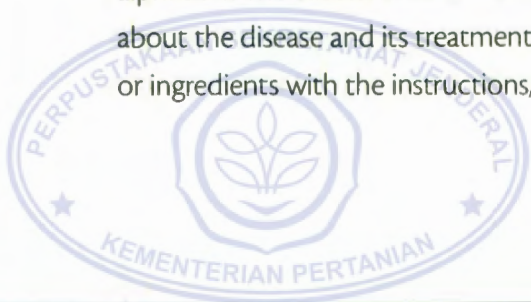 about the disease and its treatment
or ingredients with the instructions,
PERPUSTAKAAN SEKRETARIAT JENDERAL
KEMENTERIAN PERTANIAN